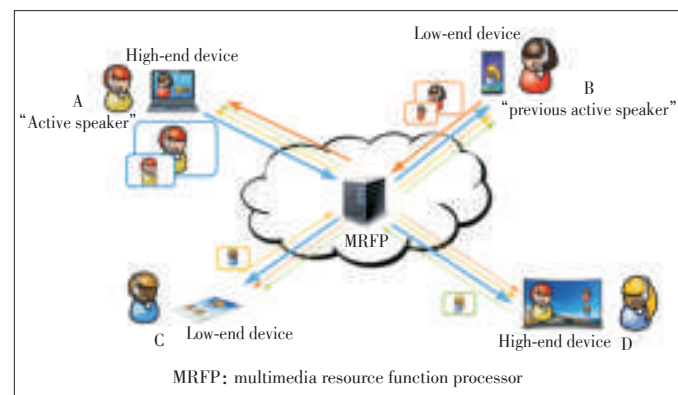 Low-end device
High-end device
A
“Active speaker”
B
“previous active speaker”
MRFP
C
Low-end device
High-end device
D
MRFP: multimedia resource function processor